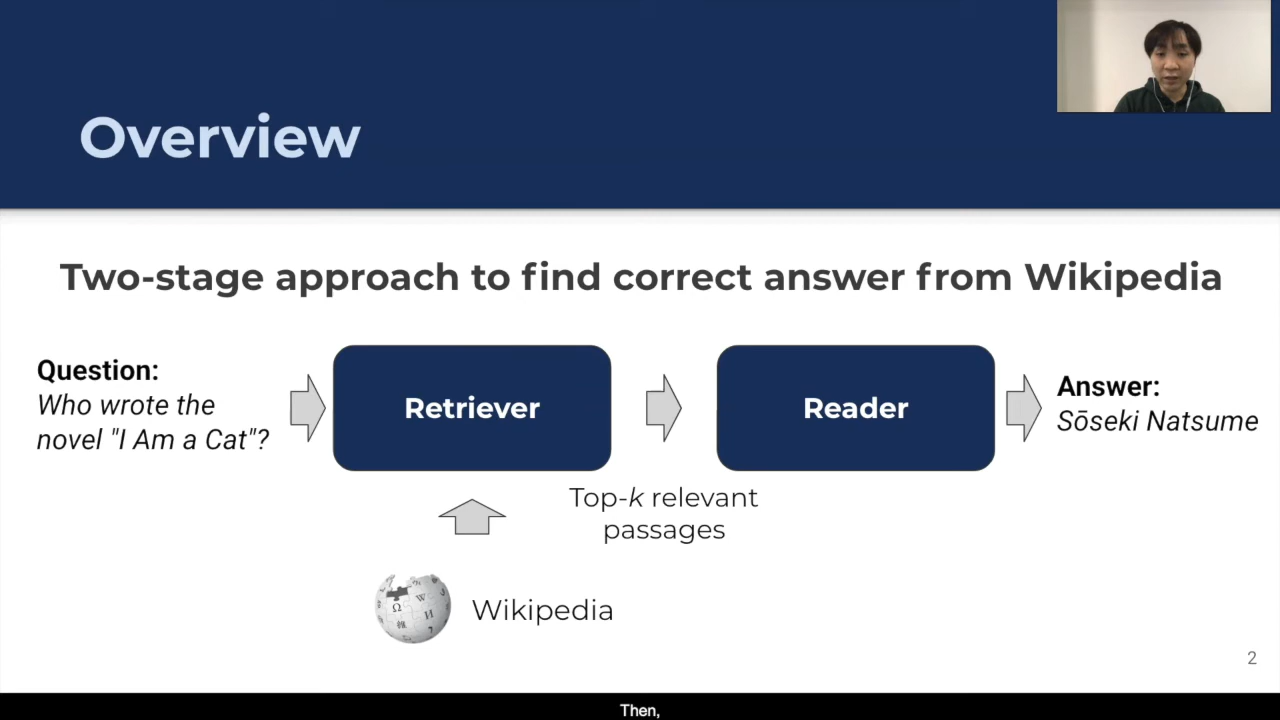 Overview
Two-stage approach to find correct answer from Wikipedia
Question:
Who wrote the
novel "I Am a Cat"?
Retriever
Reader
Answer:
Sōseki Natsume
Top-k relevant
passages
Wikipedia
2
Then,